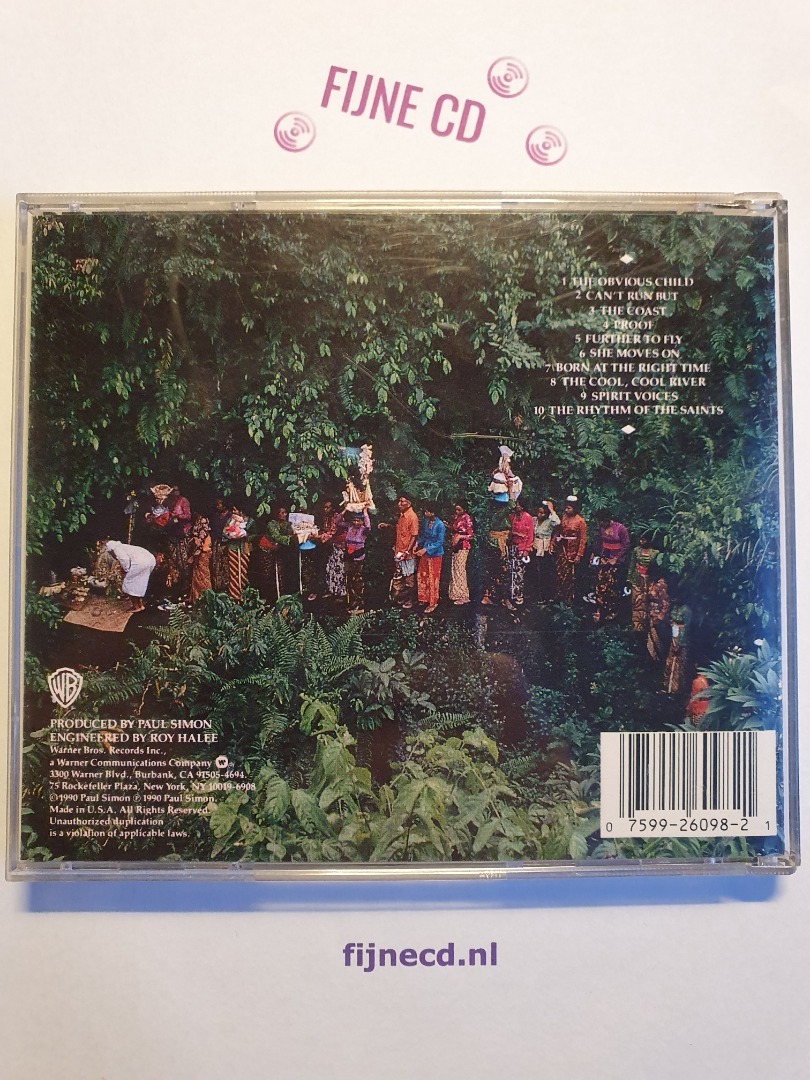 FIJNE CD
1 THE OBVIOUS CHILD
2 CAN'T RUN BUT
3 THE COAST
4 PROOF
5 FURTHER TO FLY
6 SHE MOVES ON
7 BORN AT THE RIGHT TIME
8 THE COOL, COOL RIVER
9 SPIRIT VOICES
10 THE RHYTHM OF THE SAINTS
WB
PRODUCED BY PAUL SIMON
ENGINEERED BY ROY HALEE
Warner Bros. Records Inc.,
a Warner Communications Company
3300 Warner Blvd., Burbank, CA 91505-4694.
75 Rockefeller Plaza, New York, NY 10019-6908
©1990 Paul Simon ℗ 1990 Paul Simon.
Made in U.S.A. All Rights Reserved.
Unauthorized duplication
is a violation of applicable laws.
0 7599-26098-2 1
fijnecd.nl